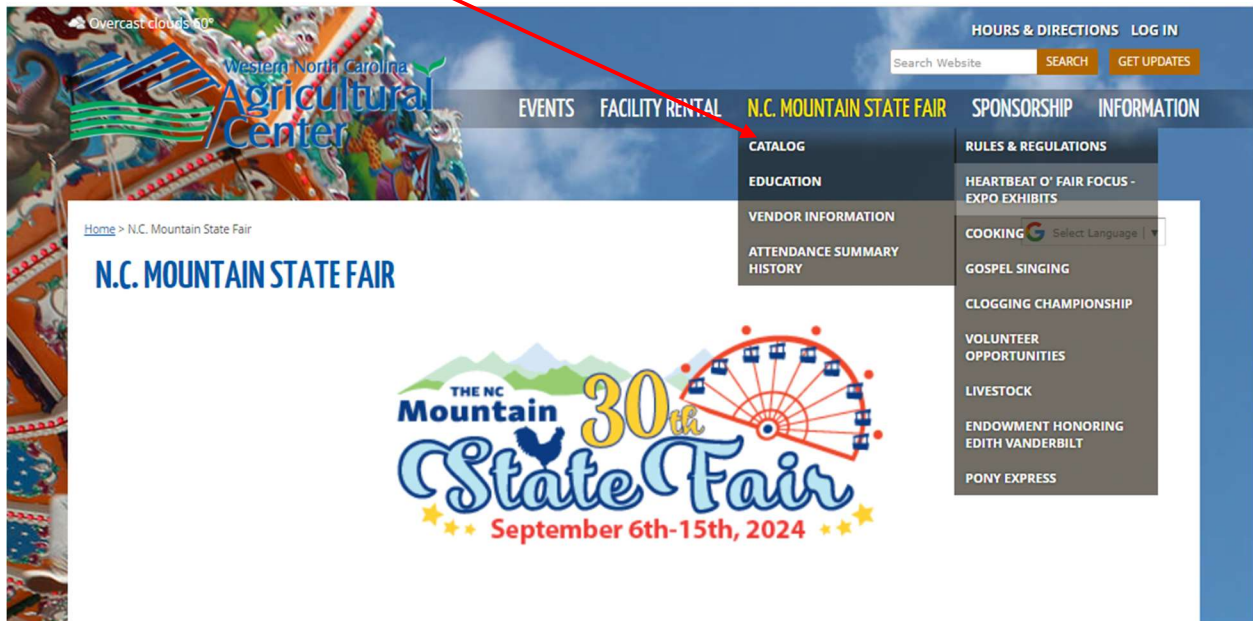 Overcast clouds 60°
HOURS & DIRECTIONS LOG IN
Search Website SEARCH GET UPDATES
Western North Carolina
Agricultural
Center
EVENTS FACILITY RENTAL N.C. MOUNTAIN STATE FAIR SPONSORSHIP INFORMATION
CATALOG
EDUCATION
VENDOR INFORMATION
ATTENDANCE SUMMARY
HISTORY
RULES & REGULATIONS
HEARTBEAT O' FAIR FOCUS -
EXPO EXHIBITS
COOKING
Select Language
GOSPEL SINGING
CLOGGING CHAMPIONSHIP
VOLUNTEER
OPPORTUNITIES
LIVESTOCK
ENDOWMENT HONORING
EDITH VANDERBILT
PONY EXPRESS
Home > N.C. Mountain State Fair
N.C. MOUNTAIN STATE FAIR
THE NC
Mountain 30th
State Fair
September 6th-15th, 2024